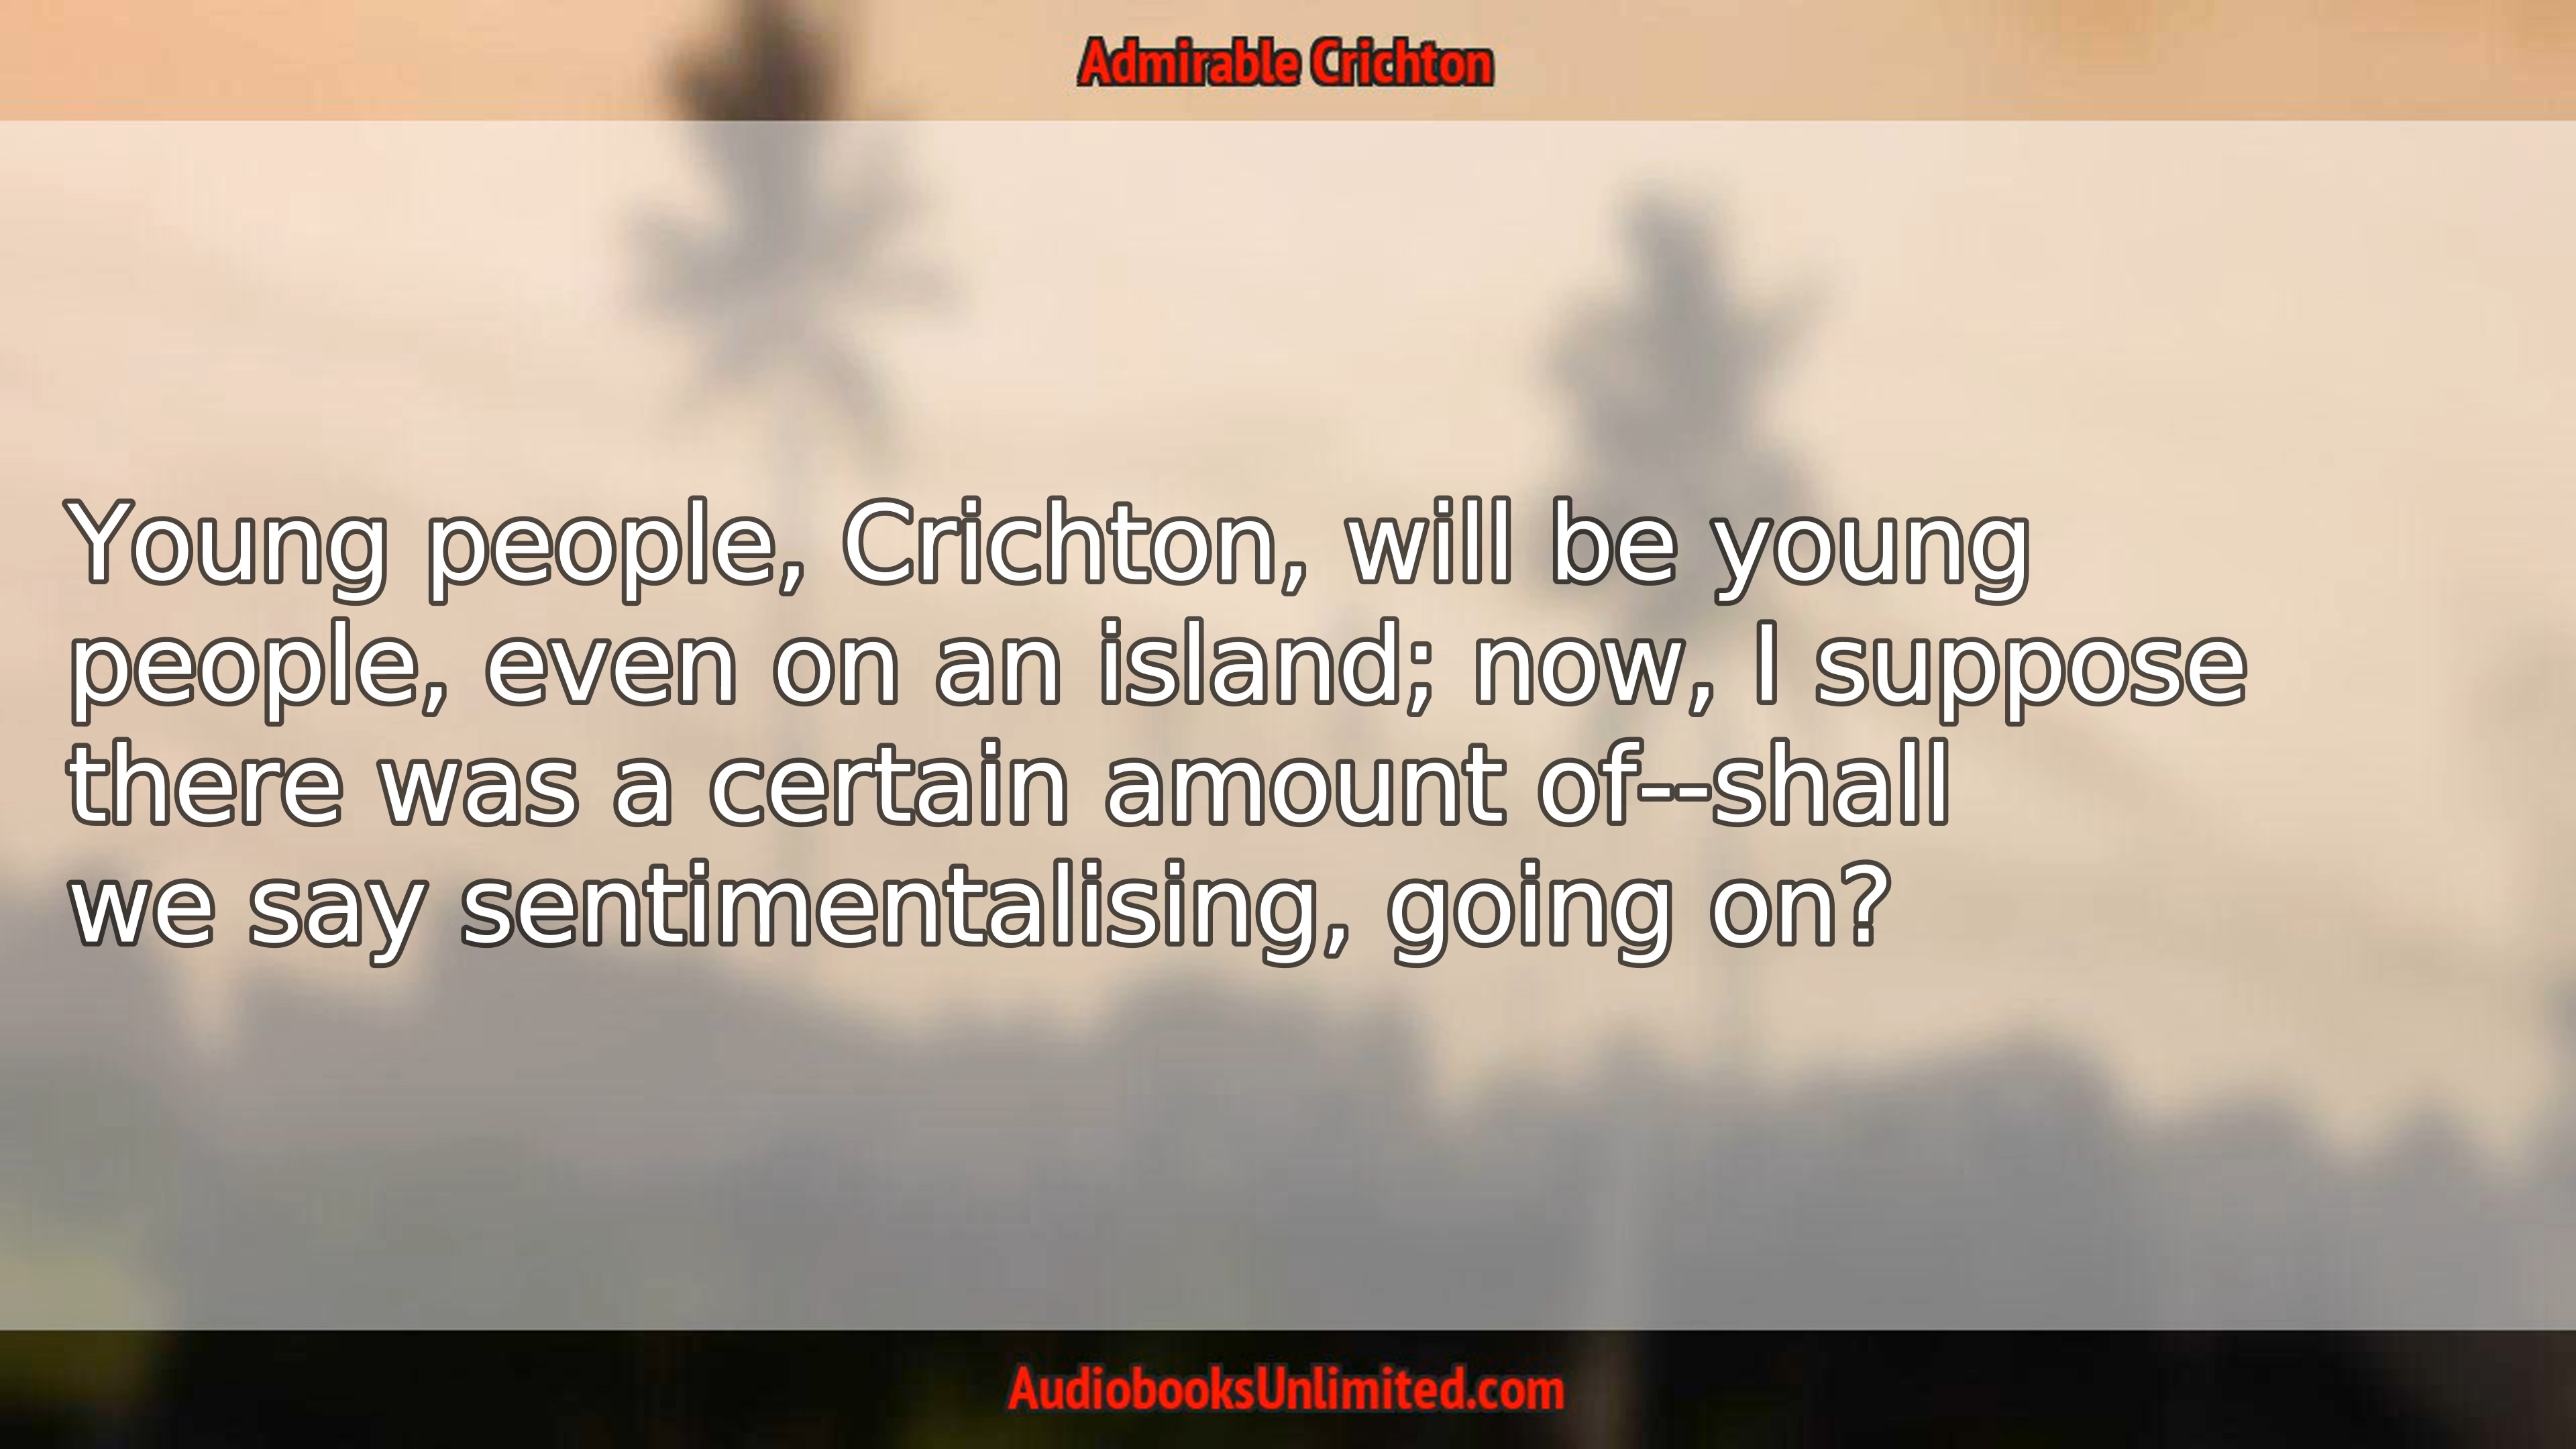 Admirable Crichton
Young people, Crichton, will be young
people, even on an island; now, I suppose
there was a certain amount of--shall
we say sentimentalising, going on?
AudiobooksUnlimited.com